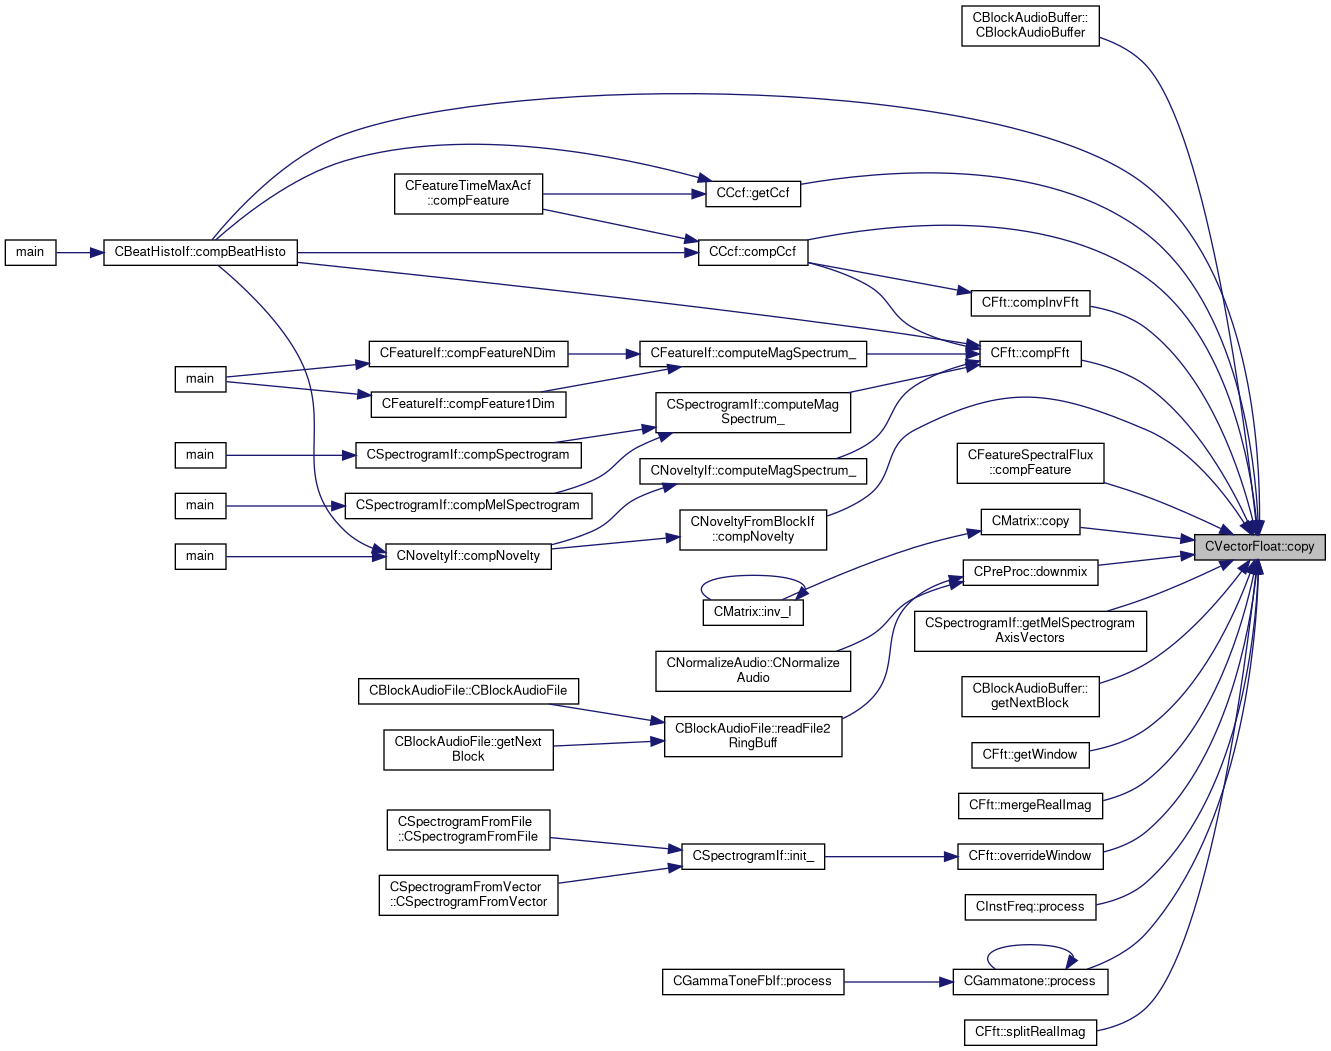 CBlockAudioBuffer::
CBlockAudioBuffer
CFeatureTimeMaxAcf
::compFeature
CCcf::getCcf
main
CBeatHistoIf::compBeatHisto
CCcf::compCcf
CFft::compInvFft
CFeatureIf::compFeatureNDim
CFeatureIf::computeMagSpectrum_
CFft::compFft
main
CFeatureIf::compFeature1Dim
CSpectrogramIf::computeMag
Spectrum_
main
CSpectrogramIf::compSpectrogram
CNoveltyIf::computeMagSpectrum_
CFeatureSpectralFlux
::compFeature
main
CSpectrogramIf::compMelSpectrogram
CNoveltyFromBlockIf
::compNovelty
CMatrix::copy
main
CNoveltyIf::compNovelty
CVectorFloat::copy
CPreProc::downmix
CMatrix::inv_I
CSpectrogramIf::getMelSpectrogram
AxisVectors
CNormalizeAudio::CNormalize
Audio
CBlockAudioFile::CBlockAudioFile
CBlockAudioBuffer::
getNextBlock
CBlockAudioFile::getNext
Block
CBlockAudioFile::readFile2
RingBuff
CFft::getWindow
CFft::mergeRealImag
CSpectrogramFromFile
::CSpectrogramFromFile
CSpectrogramIf::init_
CFft::overrideWindow
CSpectrogramFromVector
::CSpectrogramFromVector
CInstFreq::process
CGammaToneFbIf::process
CGammatone::process
CFft::splitRealImag